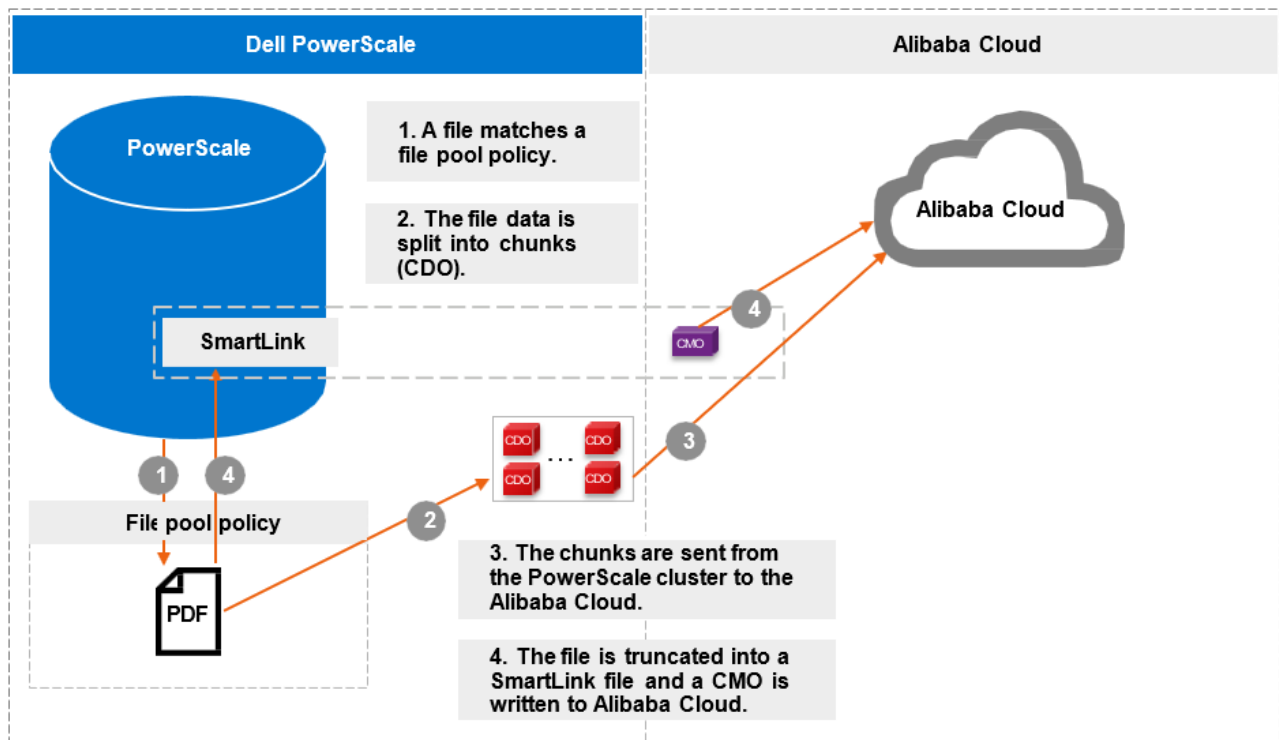 Dell PowerScale
Alibaba Cloud
PowerScale
1. A file matches a
file pool policy.
2. The file data is
split into chunks
(CDO).
Alibaba Cloud
SmartLink
4
CMO
3
CDO
CDO
...
CDO
CDO
1
4
2
File pool policy
PDF
3. The chunks are sent from
the PowerScale cluster to the
Alibaba Cloud.
4. The file is truncated into a
SmartLink file and a CMO is
written to Alibaba Cloud.